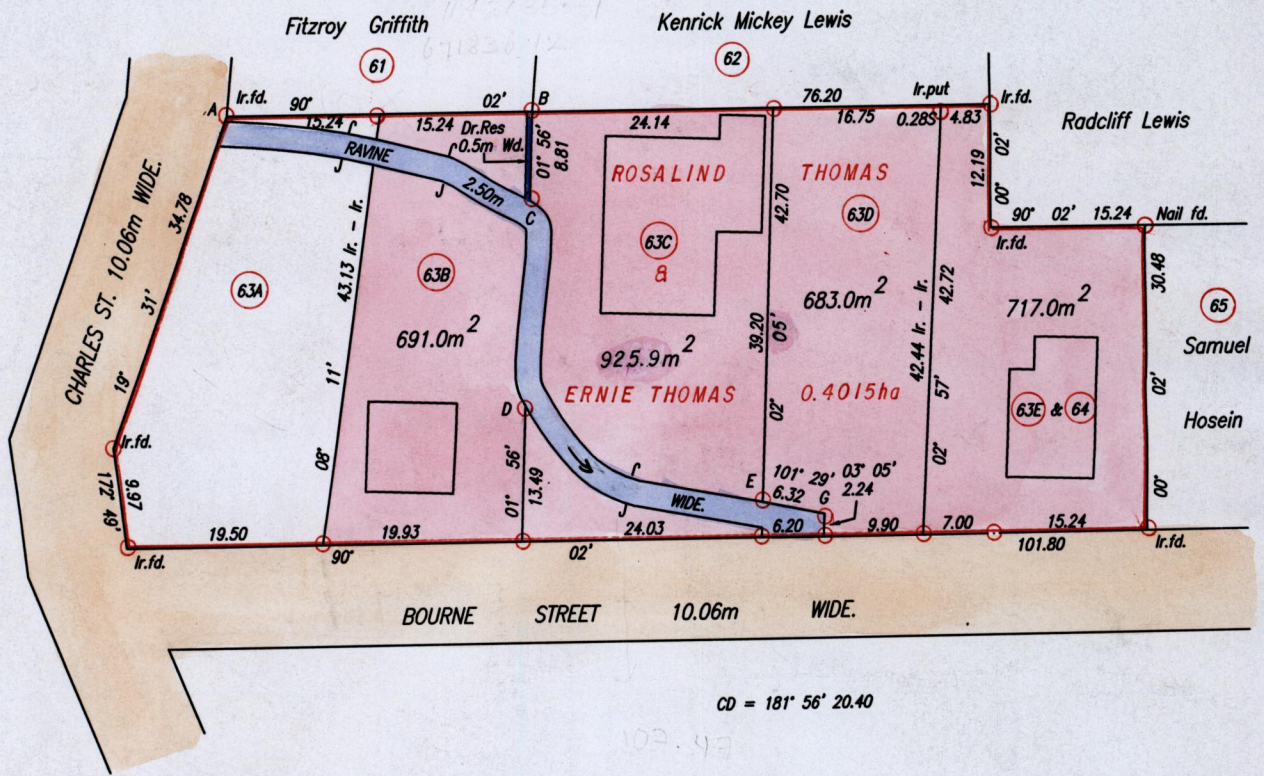 Fitzroy Griffith
Kenrick Mickey Lewis
61
62
A
Ir.fd.
90° 02'
B
76.20
Ir.put
Ir.fd.
15.24
15.24
24.14
16.75
0.28S
4.83
Radcliff Lewis
Dr.Res
0.5m Wd.
01° 56'
8.81
RAVINE
2.50m
C
ROSALIND THOMAS
12.19
00° 02'
90° 02' 15.24
Nail fd.
Ir.fd.
CHARLES ST. 10.06m WIDE.
19° 31' 34.78
63A
43.13 Ir. - Ir.
08° 11'
63B
691.0m2
63C
&
925.9m2
42.70
39.20
02° 05'
63D
683.0m2
42.72
42.44 Ir. - Ir.
02° 57'
717.0m2
30.48
00° 02'
65
Samuel
Hosein
ERNIE THOMAS
0.4015ha
63E & 64
D
Ir.fd.
172° 49'
9.97
01° 56'
13.49
E
101° 29'
6.32
G
03° 05'
2.24
WIDE.
19.50
19.93
24.03
6.20
9.90
7.00
15.24
Ir.fd.
90° 02'
101.80
Ir.fd.
BOURNE STREET 10.06m WIDE.
CD = 181° 56' 20.40